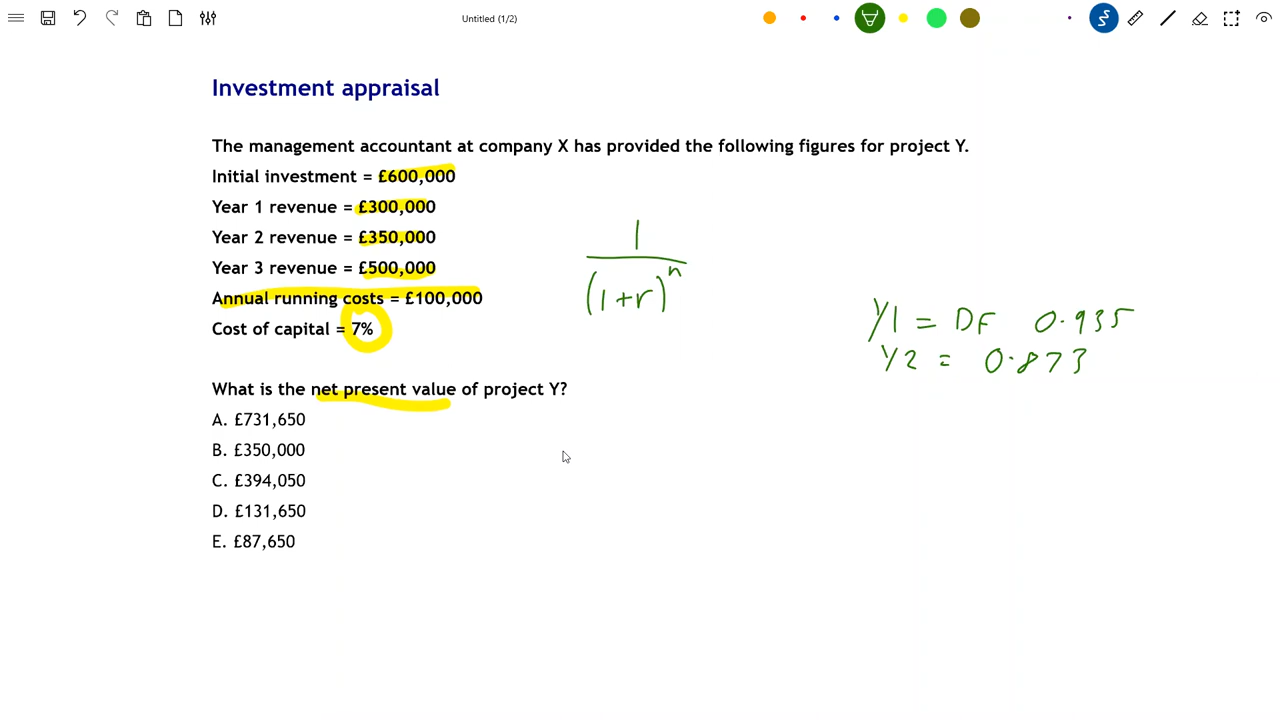 Untitled (1/2)
Investment appraisal
The management accountant at company X has provided the following figures for project Y.
Initial investment = £600,000
Year 1 revenue = £300,000
Year 2 revenue = £350,000
Year 3 revenue = £500,000
Annual running costs = £100,000
Cost of capital = 7%
1
(1+r)^n
Y1 = DF 0.935
Y2 = 0.873
What is the net present value of project Y?
A. £731,650
B. £350,000
C. £394,050
D. £131,650
E. £87,650